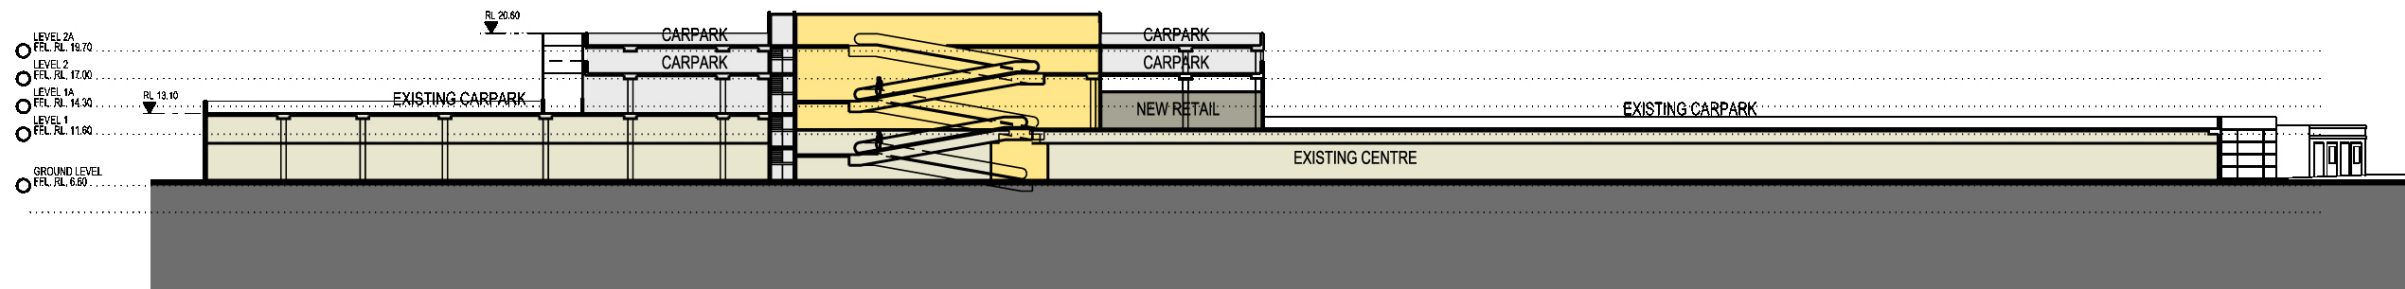 RL 20.60
CARPARK
CARPARK
LEVEL 2A
FFL. RL. 19.70
CARPARK
CARPARK
LEVEL 2
FFL. RL. 17.00
LEVEL 1A
FFL. RL. 14.30
RL 13.10
EXISTING CARPARK
NEW RETAIL
EXISTING CARPARK
LEVEL 1
FFL. RL. 11.60
EXISTING CENTRE
GROUND LEVEL
FFL. RL. 6.60